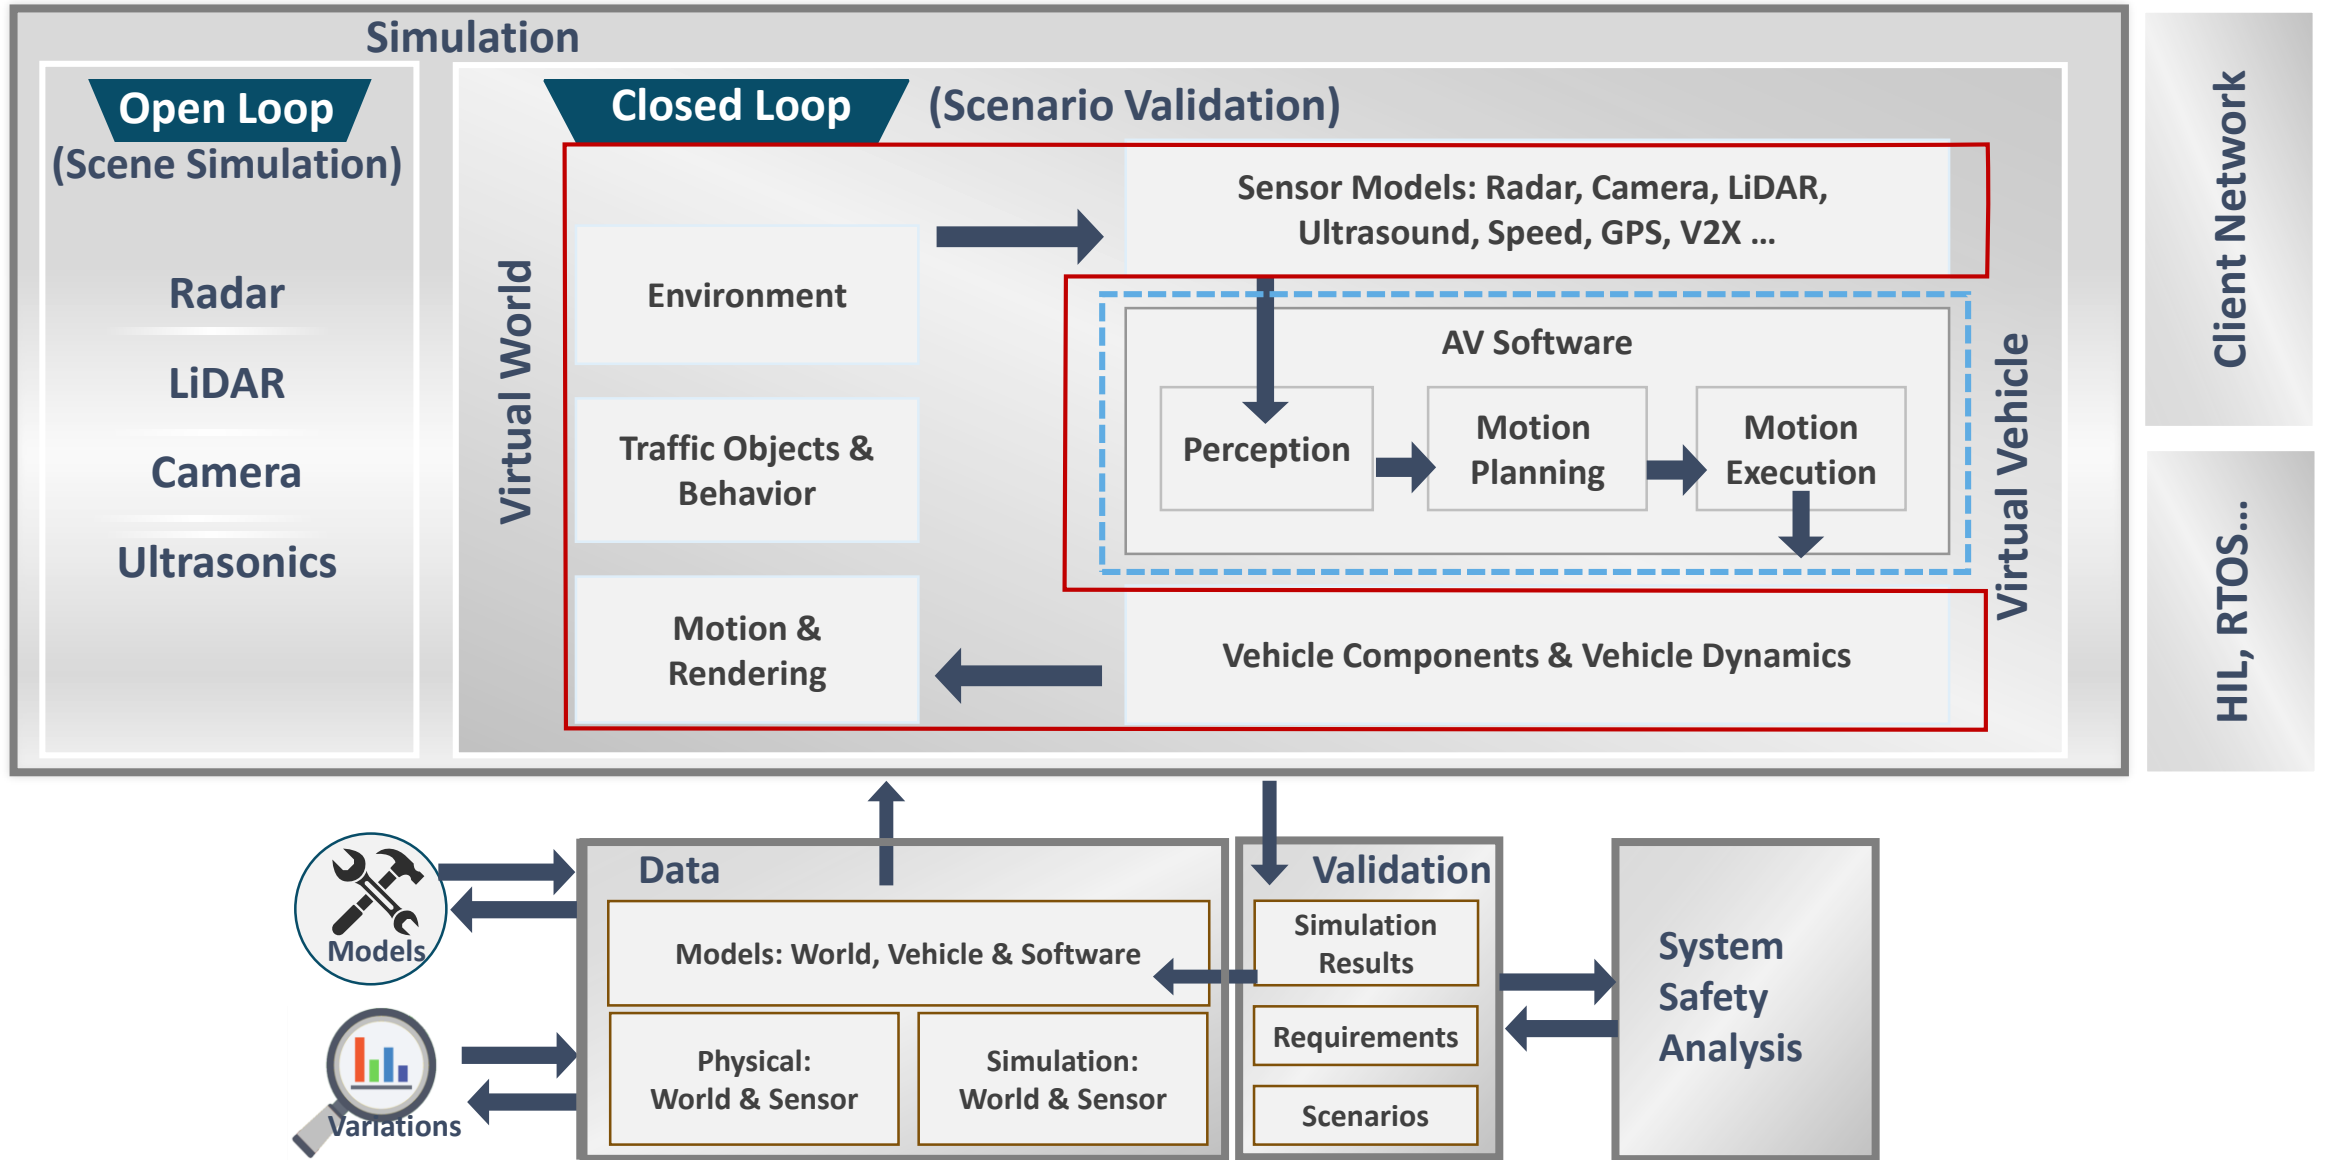 Simulation
Open Loop
(Scene Simulation)
Radar
LiDAR
Camera
Ultrasonics
Closed Loop
(Scenario Validation)
Virtual World
Environment
Traffic Objects &
Behavior
Motion &
Rendering
Sensor Models: Radar, Camera, LiDAR,
Ultrasound, Speed, GPS, V2X ...
AV Software
Perception
Motion
Planning
Motion
Execution
Vehicle Components & Vehicle Dynamics
Virtual Vehicle
Client Network
HIL, RTOS...
Models
Variations
Data
Models: World, Vehicle & Software
Physical:
World & Sensor
Simulation:
World & Sensor
Validation
Simulation
Results
Requirements
Scenarios
System
Safety
Analysis